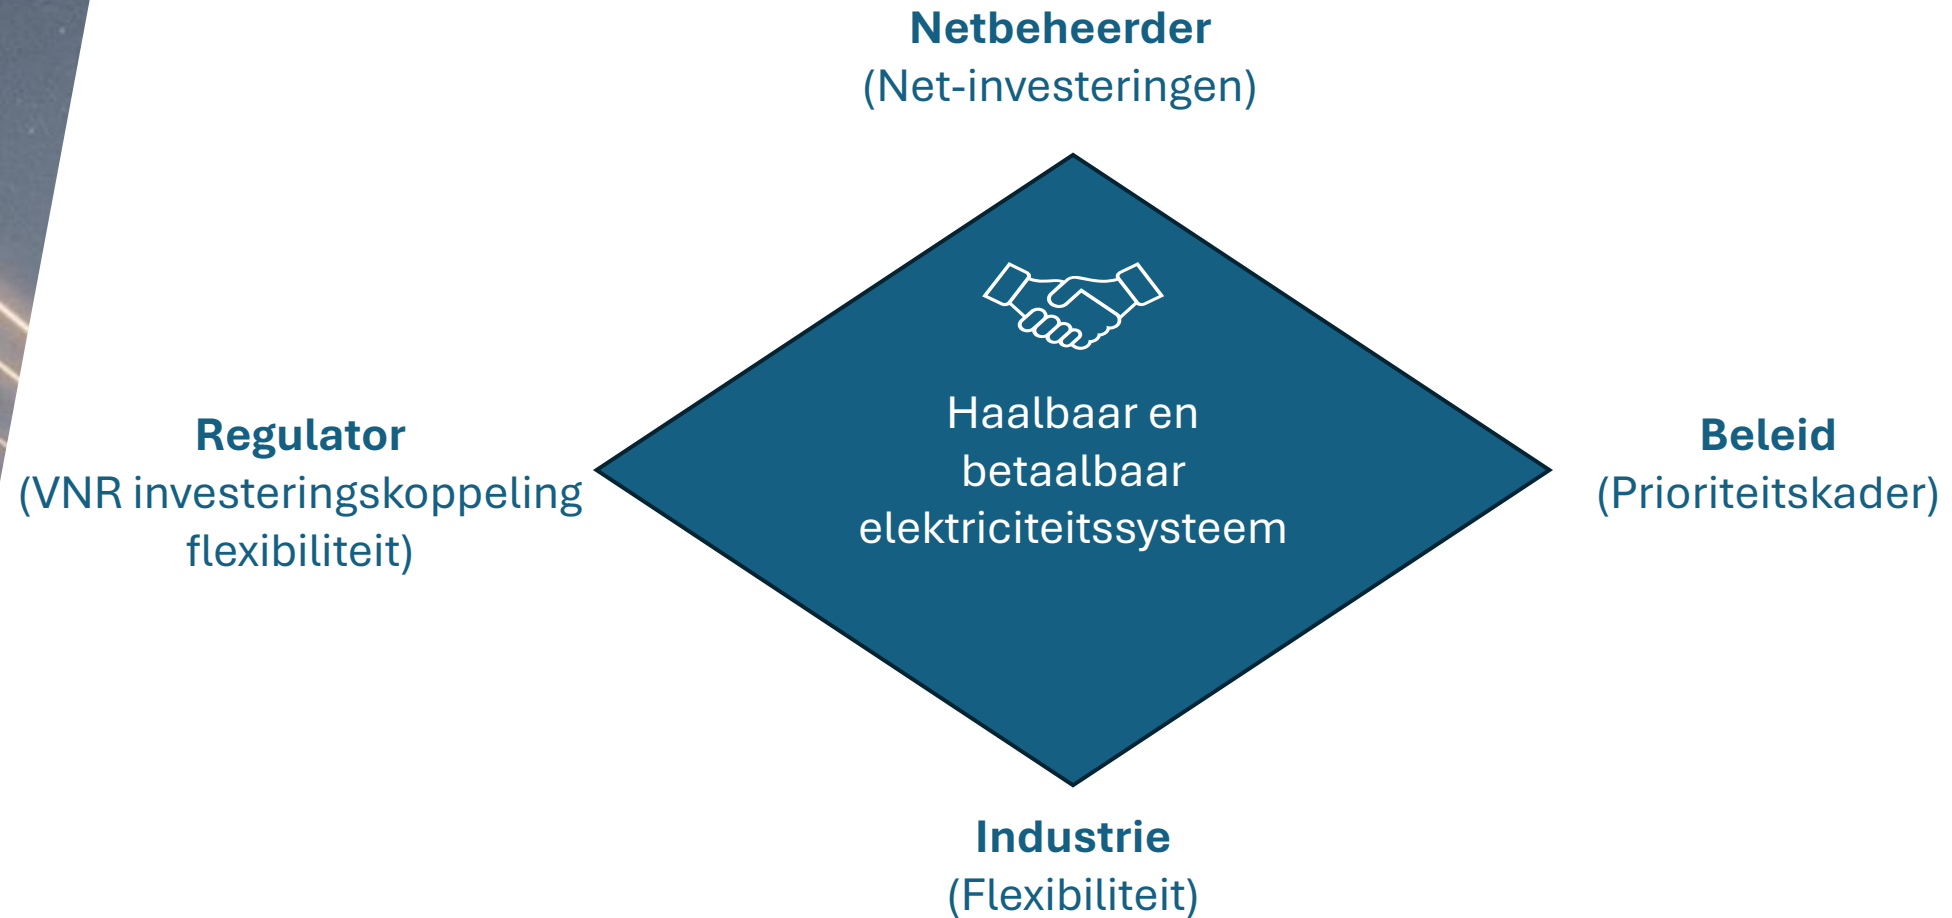 Netbeheerder
(Net-investeringen)
Regulator
(VNR investeringskoppeling
flexibiliteit)
Haalbaar en
betaalbaar
elektriciteitssysteem
Beleid
(Prioriteitskader)
Industrie
(Flexibiliteit)